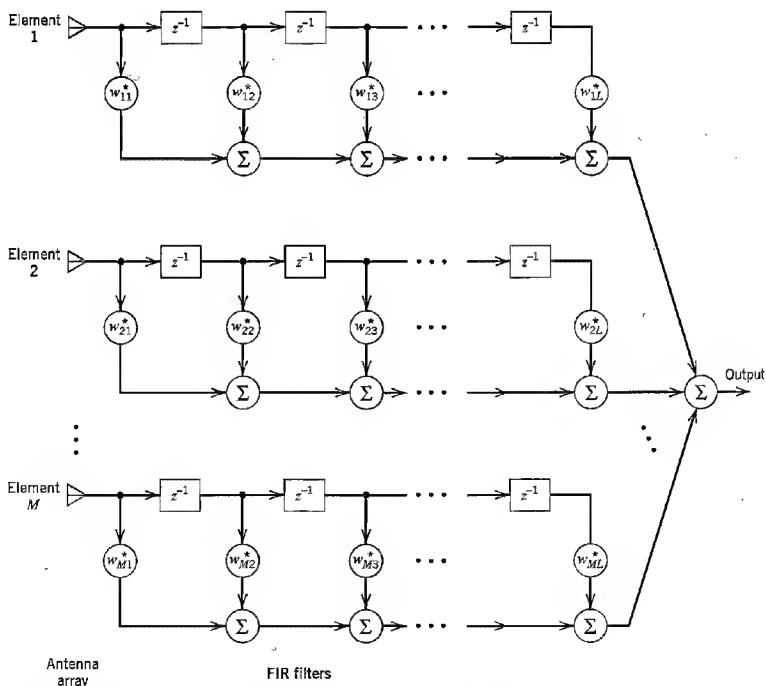 Element
1
z⁻¹ z⁻¹ • • • z⁻¹
w*₁₁ w*₁₂ w*₁₃ • • • w*₁L
Σ Σ • • • Σ
Element
2
z⁻¹ z⁻¹ • • • z⁻¹
w*₂₁ w*₂₂ w*₂₃ • • • w*₂L
Σ Σ • • • Σ
Σ Output
Element
M
z⁻¹ z⁻¹ • • • z⁻¹
w*M1 w*M2 w*M3 • • • w*ML
Σ Σ • • • Σ
Antenna
array
FIR filters